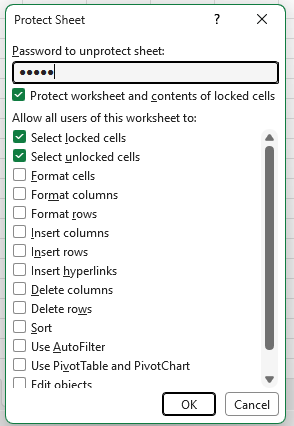 Protect Sheet ?
Password to unprotect sheet:
•••••
Protect worksheet and contents of locked cells
Allow all users of this worksheet to:
Select locked cells
Select unlocked cells
Format cells
Format columns
Format rows
Insert columns
Insert rows
Insert hyperlinks
Delete columns
Delete rows
Sort
Use AutoFilter
Use PivotTable and PivotChart
Edit objects
OK Cancel